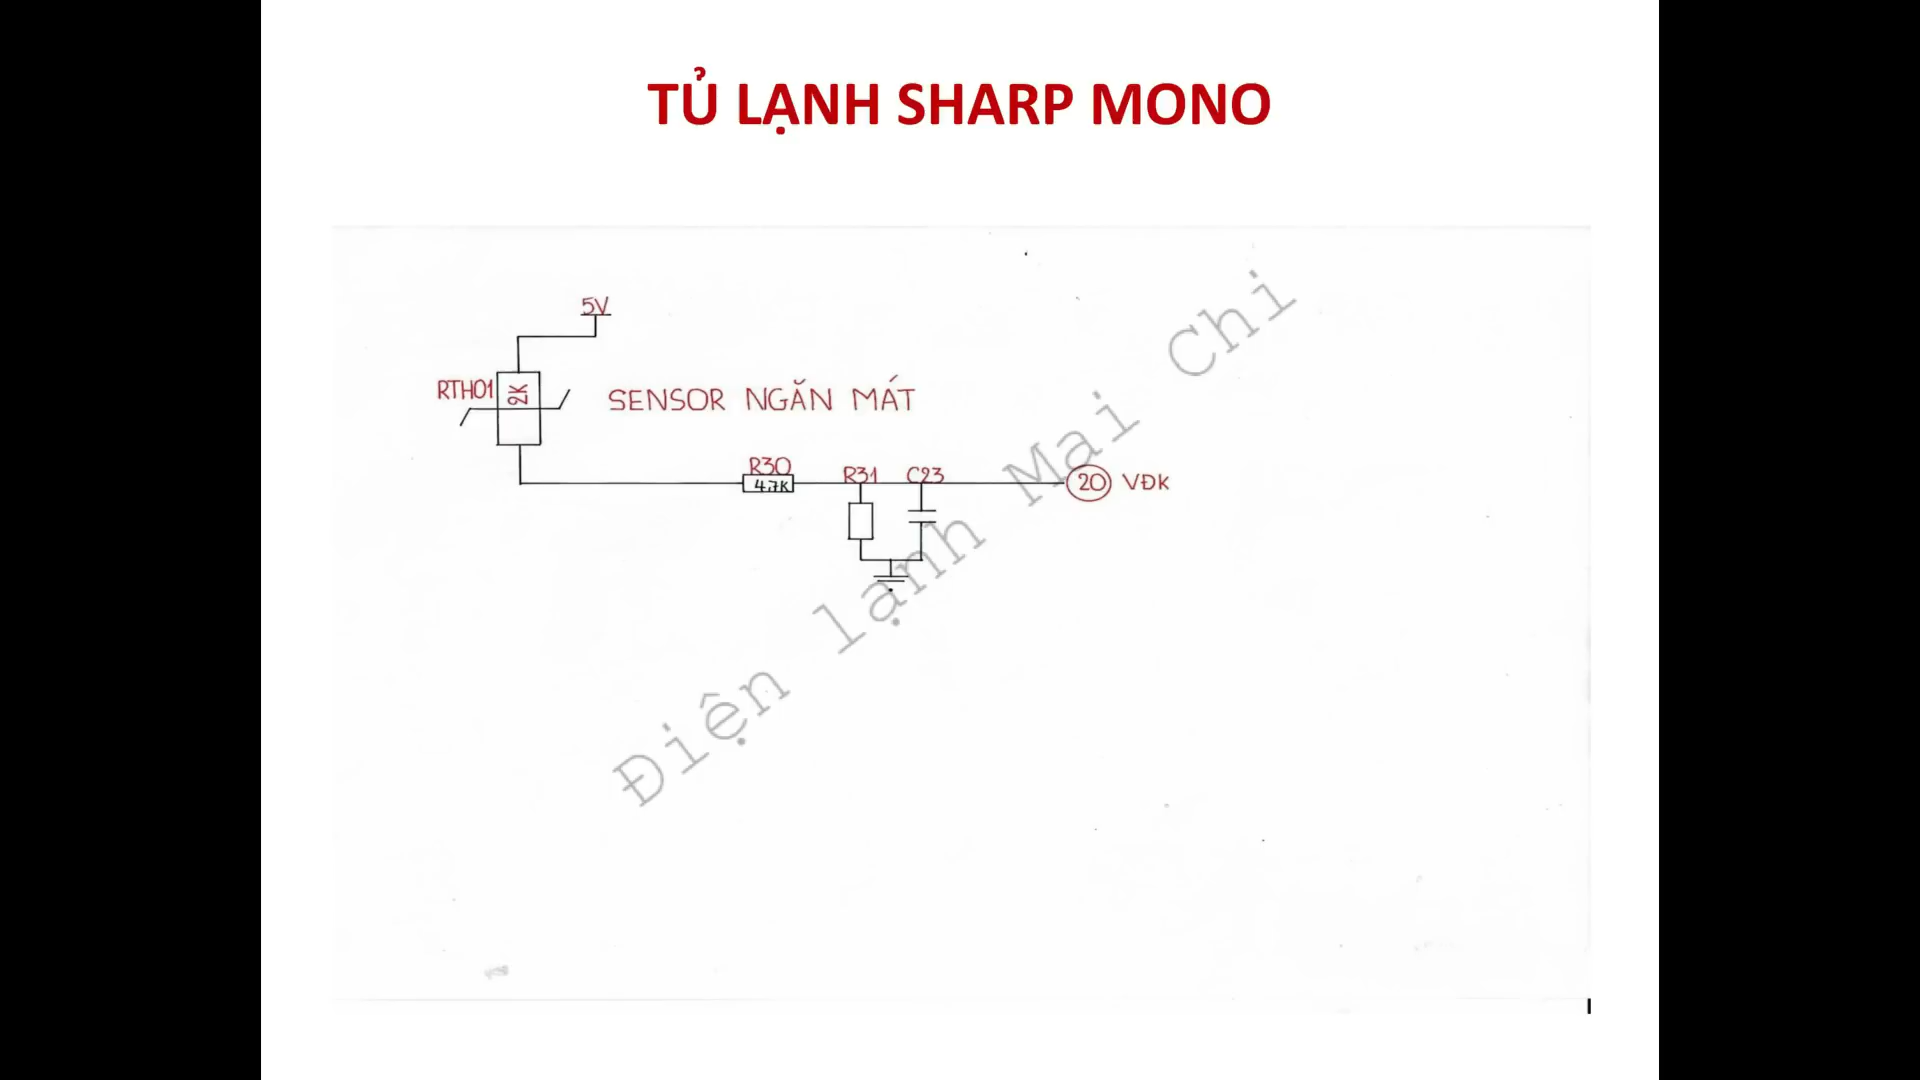 TỦ LẠNH SHARP MONO
5V
RTH01
2K
SENSOR NGĂN MÁT
R30
4.7K
R31
C23
20
VĐK
Điện lạnh Mai Chi